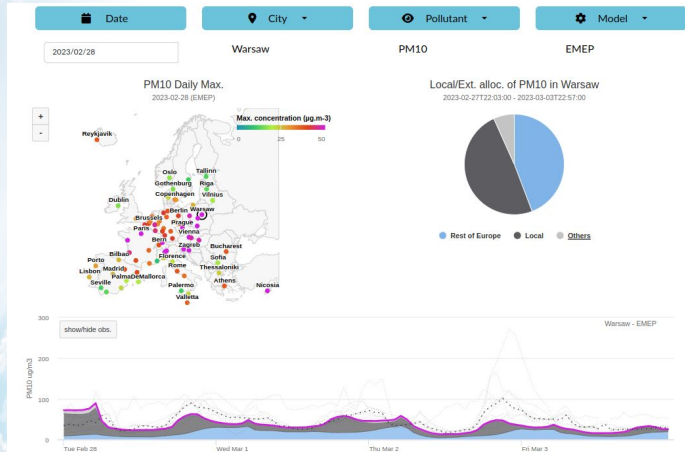 Date
City
Pollutant
Model
2023/02/28
Warsaw
PM10
EMEP
PM10 Daily Max.
2023-02-28 (EMEP)
+
-
Max. concentration (µg.m-3)
0 25 50
Reykjavik
Oslo
Tallinn
Gothenburg
Riga
Copenhagen
Vilnius
Dublin
Berlin
Warsaw
Brussels
Prague
Paris
Vienna
Bern
Zagreb
Bucharest
Bilbao
Florence
Sofia
Porto
Rome
Thessaloniki
Lisbon
Madrid
PalmaDeMallorca
Athens
Seville
Palermo
Nicosia
Valletta
Local/Ext. alloc. of PM10 in Warsaw
2023-02-27T22:03:00 - 2023-03-03T22:57:00
Rest of Europe
Local
Others
show/hide obs.
Warsaw - EMEP
PM10 ug/m3
300
200
100
0
Tue Feb 28
Wed Mar 1
Thu Mar 2
Fri Mar 3